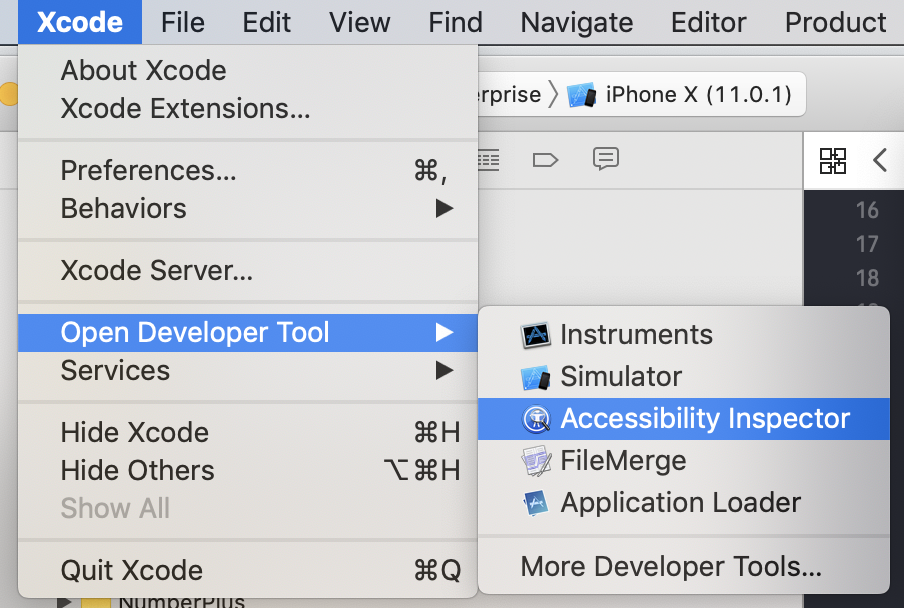 Xcode File Edit View Find Navigate Editor Product
About Xcode
Xcode Extensions...
rprise 〉 iPhone X (11.0.1)
Preferences... ⌘,
Behaviors ▶
16
17
18
Xcode Server...
Open Developer Tool ▶
Services ▶
Instruments
Simulator
Accessibility Inspector
FileMerge
Application Loader
More Developer Tools...
Hide Xcode ⌘H
Hide Others ⌥⌘H
Show All
Quit Xcode ⌘Q
NumberPlus